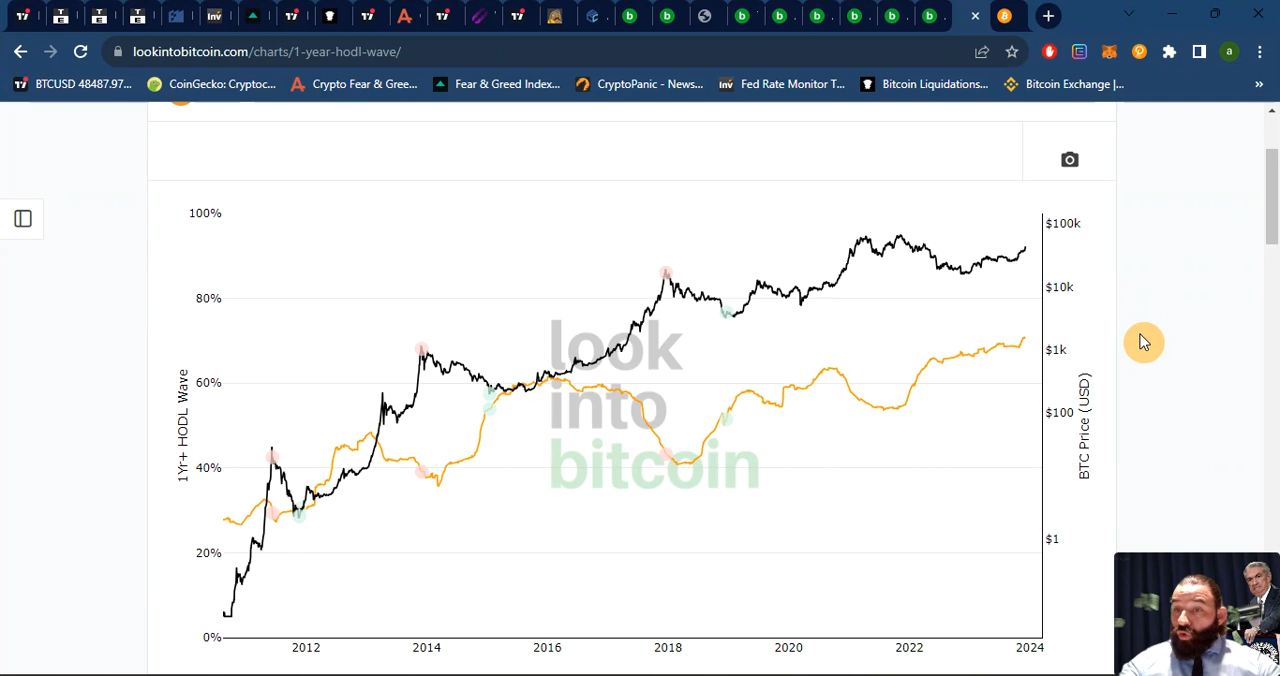 lookintobitcoin.com/charts/1-year-hodl-wave/
a
BTCUSD 48487.97...
CoinGecko: Cryptoc...
Crypto Fear & Gree...
Fear & Greed Index...
CryptoPanic - News...
Inv
Fed Rate Monitor T...
Bitcoin Liquidations...
Bitcoin Exchange |...
»
100%
80%
60%
40%
20%
0%
1Yr+ HODL Wave
look
into
bitcoin
$100k
$10k
$1k
$100
$1
BTC Price (USD)
2012
2014
2016
2018
2020
2022
2024